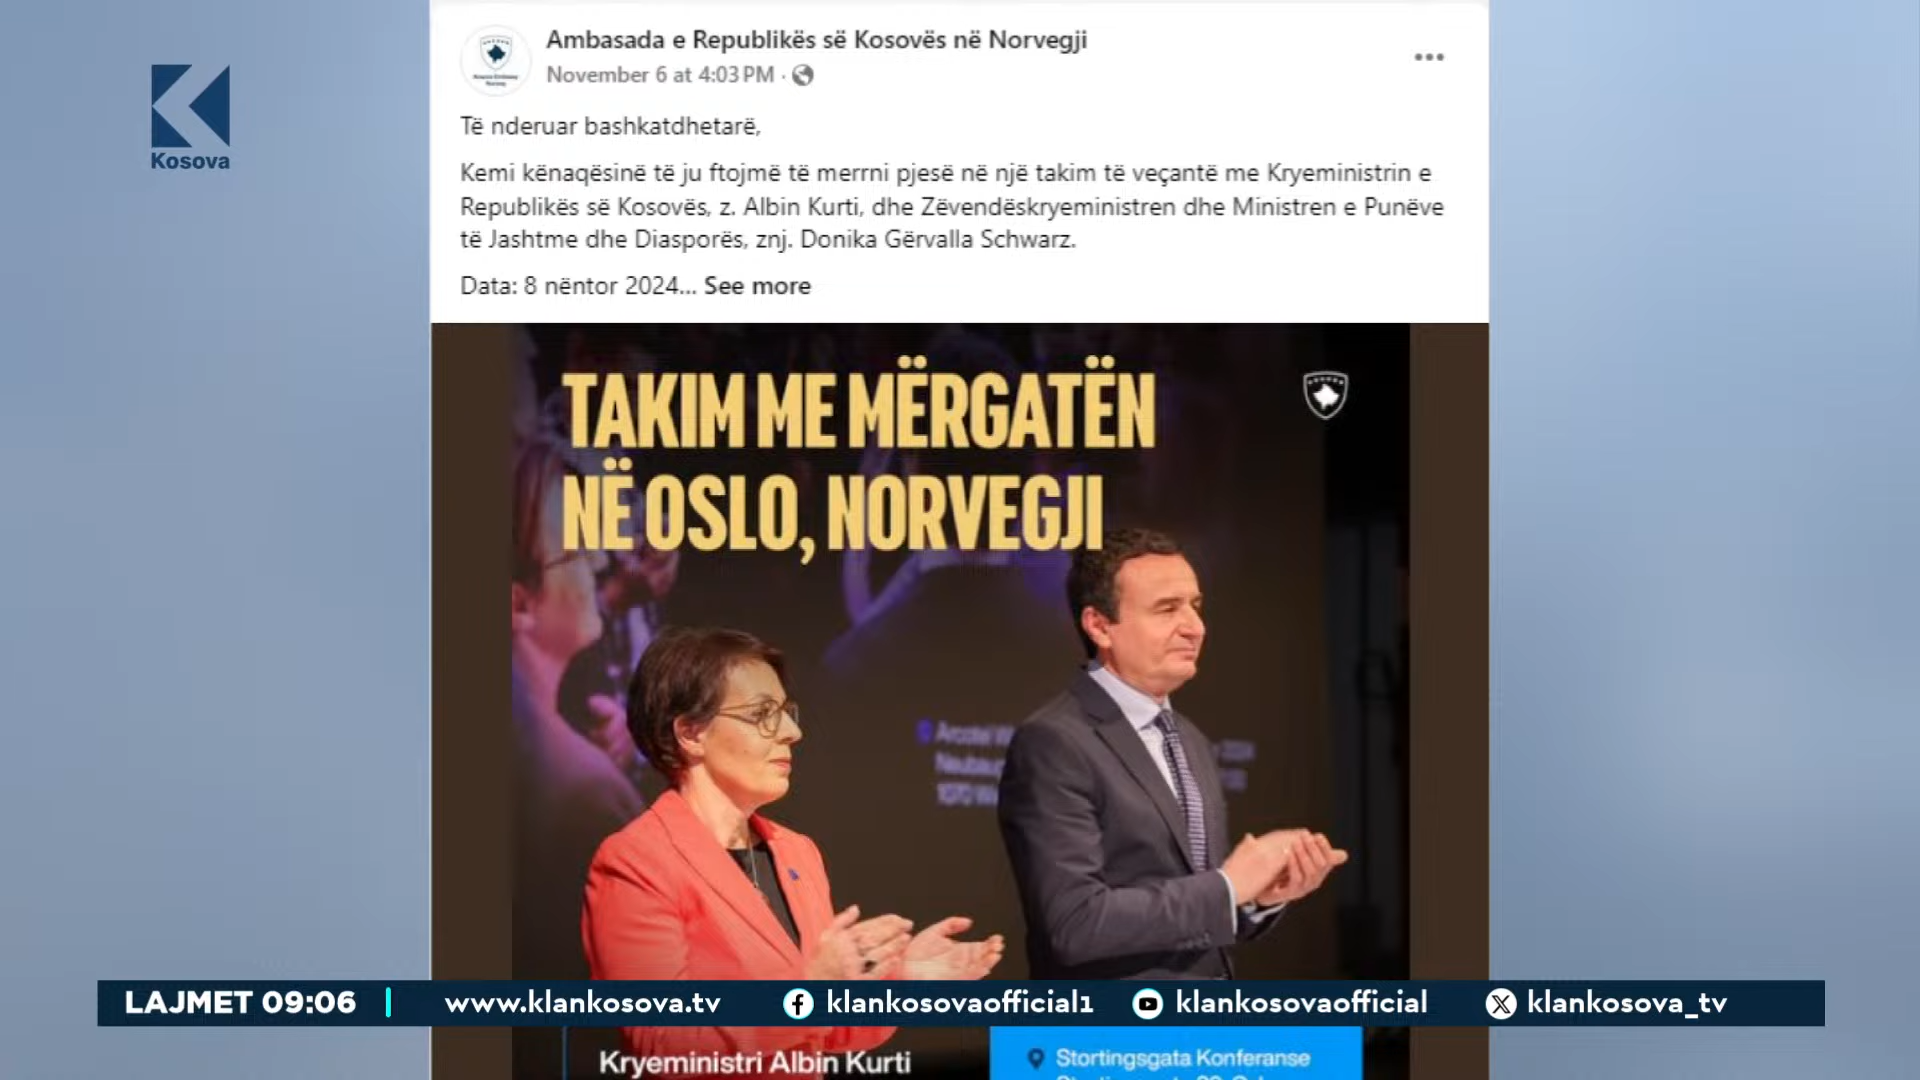 Ambasada e Republikës së Kosovës në Norvegji
November 6 at 4:03 PM ·
Kosova
Të nderuar bashkatdhetarë,
Kemi kënaqësinë të ju ftojmë të merrni pjesë në një takim të veçantë me Kryeministrin e
Republikës së Kosovës, z. Albin Kurti, dhe Zëvendëskryeministren dhe Ministren e Punëve
të Jashtme dhe Diasporës, znj. Donika Gërvalla Schwarz.
Data: 8 nëntor 2024... See more
TAKIM ME MËRGATËN
NË OSLO, NORVEGJI
LAJMET 09:06
www.klankosova.tv
klankosovaofficial1
klankosovaofficial
klankosova_tv
Kryeministri Albin Kurti
Stortingsgata Konferanse